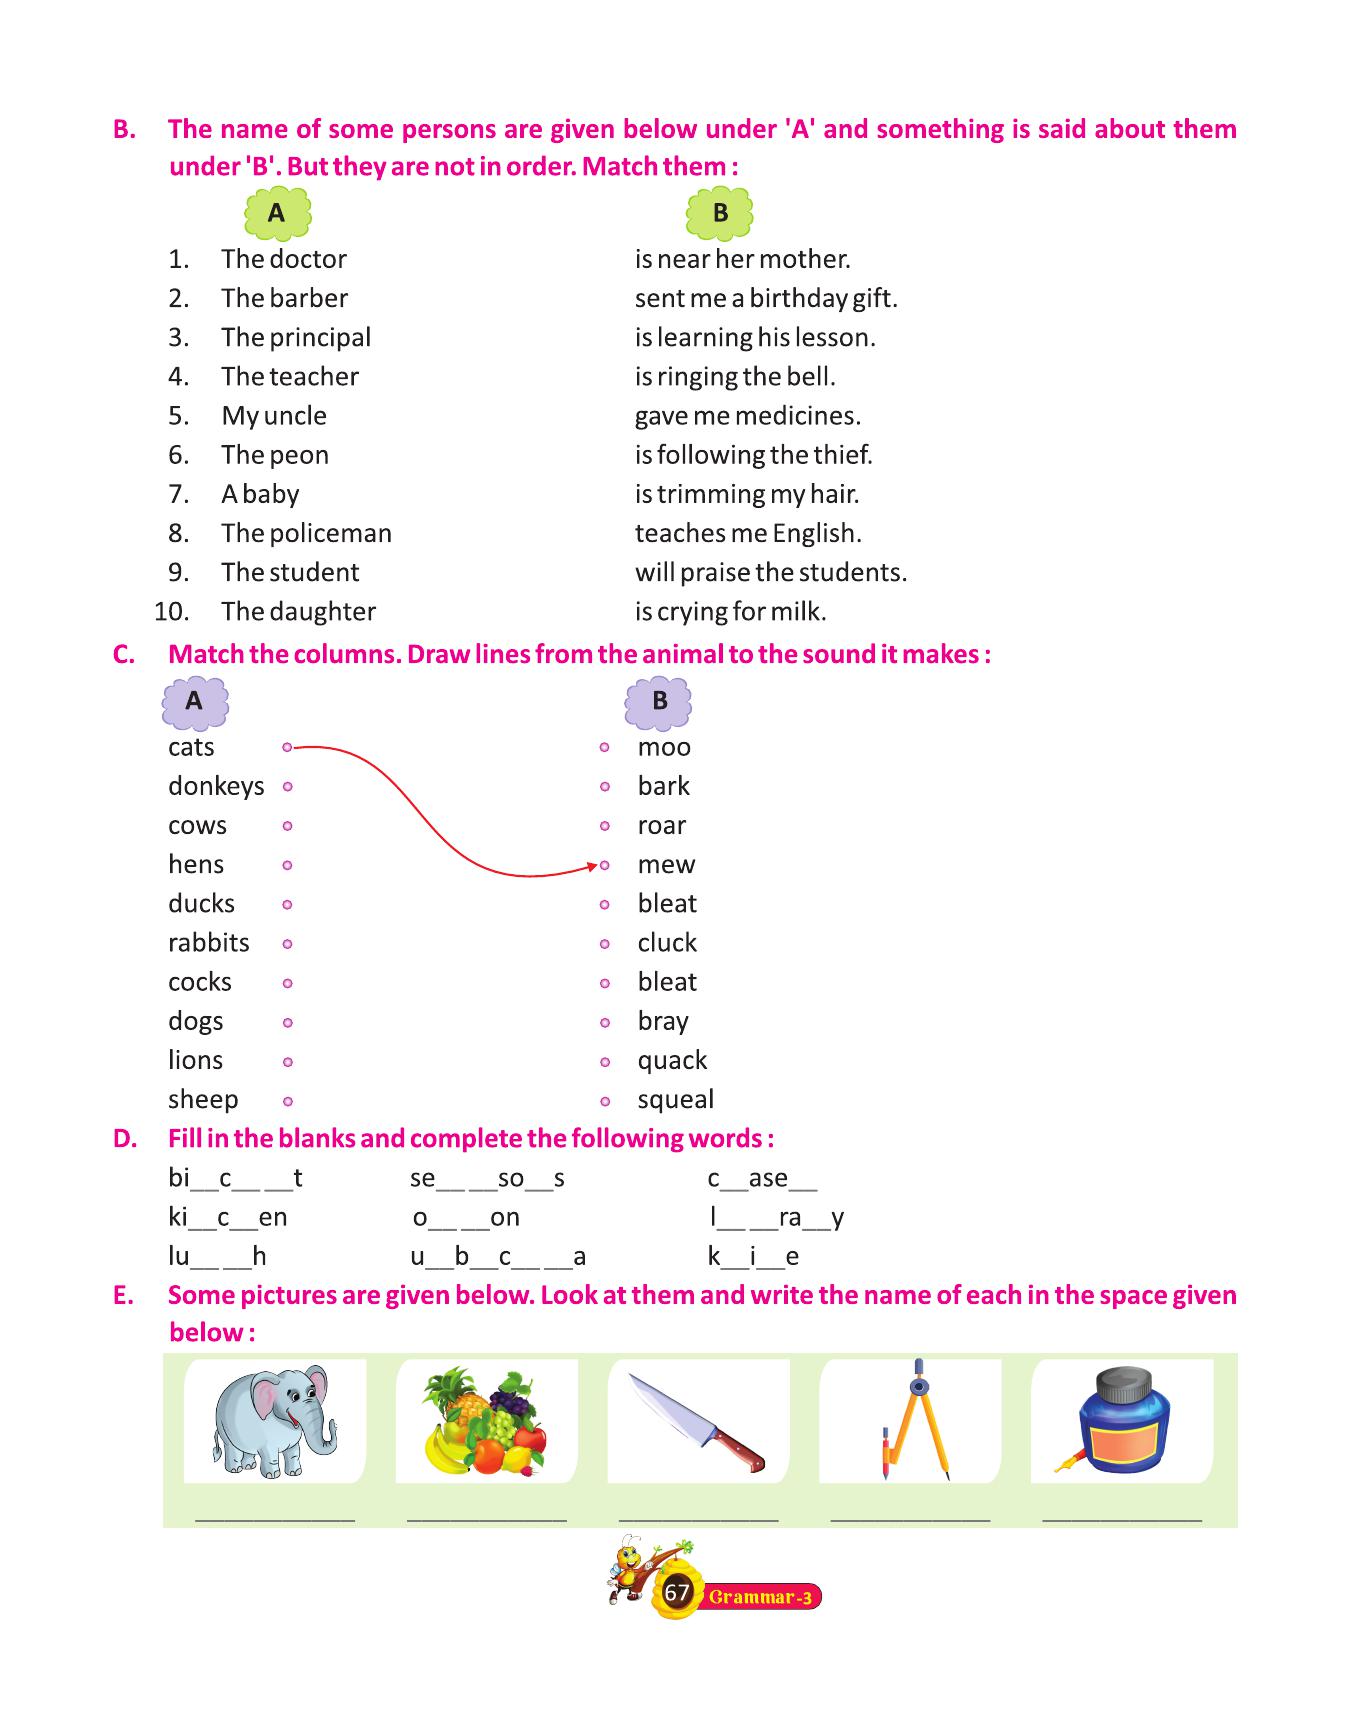 B. The name of some persons are given below under 'A' and something is said about them
under 'B'. But they are not in order. Match them :
A B
1. The doctor is near her mother.
2. The barber sent me a birthday gift.
3. The principal is learning his lesson.
4. The teacher is ringing the bell.
5. My uncle gave me medicines.
6. The peon is following the thief.
7. A baby is trimming my hair.
8. The policeman teaches me English.
9. The student will praise the students.
10. The daughter is crying for milk.
C. Match the columns. Draw lines from the animal to the sound it makes :
A B
cats moo
donkeys bark
cows roar
hens mew
ducks bleat
rabbits cluck
cocks bleat
dogs bray
lions quack
sheep squeal
D. Fill in the blanks and complete the following words :
bi__c__ __t se__ __so__s c__ase__
ki__c__en o__ __on l__ __ra__y
lu__ __h u__b__c__ __a k__i__e
E. Some pictures are given below. Look at them and write the name of each in the space given
below :
67 Grammar-3